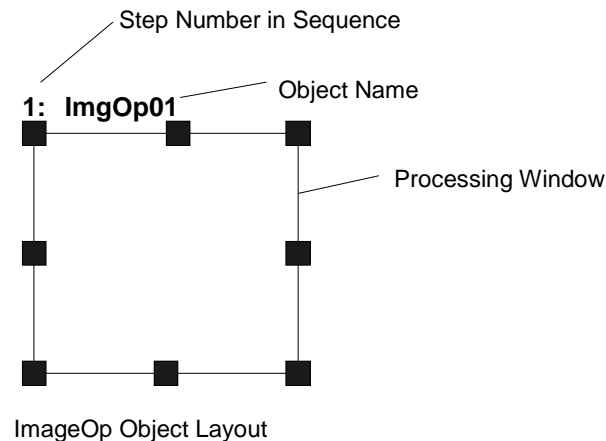 Step Number in Sequence
Object Name
1: ImgOp01
Processing Window
ImageOp Object Layout